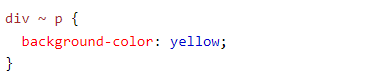 div ~ p {
  background-color: yellow;
}